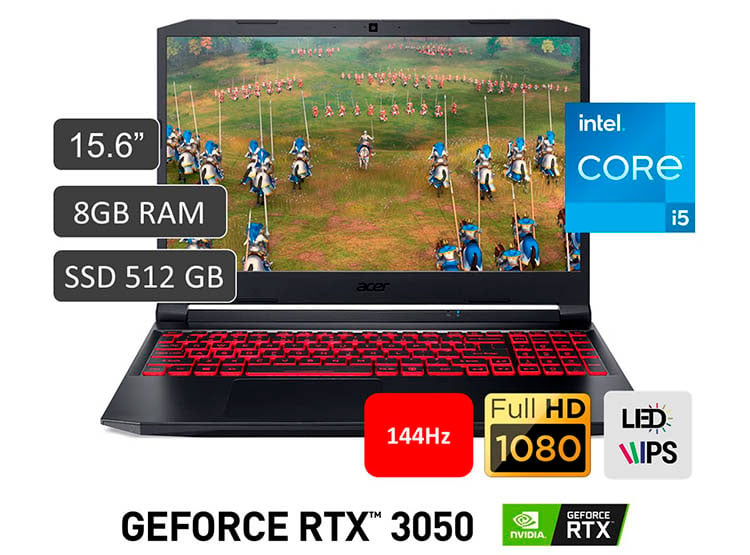 15.6”
8GB RAM
SSD 512 GB
intel.
CORE
i5
acer
144Hz
Full HD
1080
LED
IPS
GEFORCE RTX™ 3050
NVIDIA.
GEFORCE
RTX™